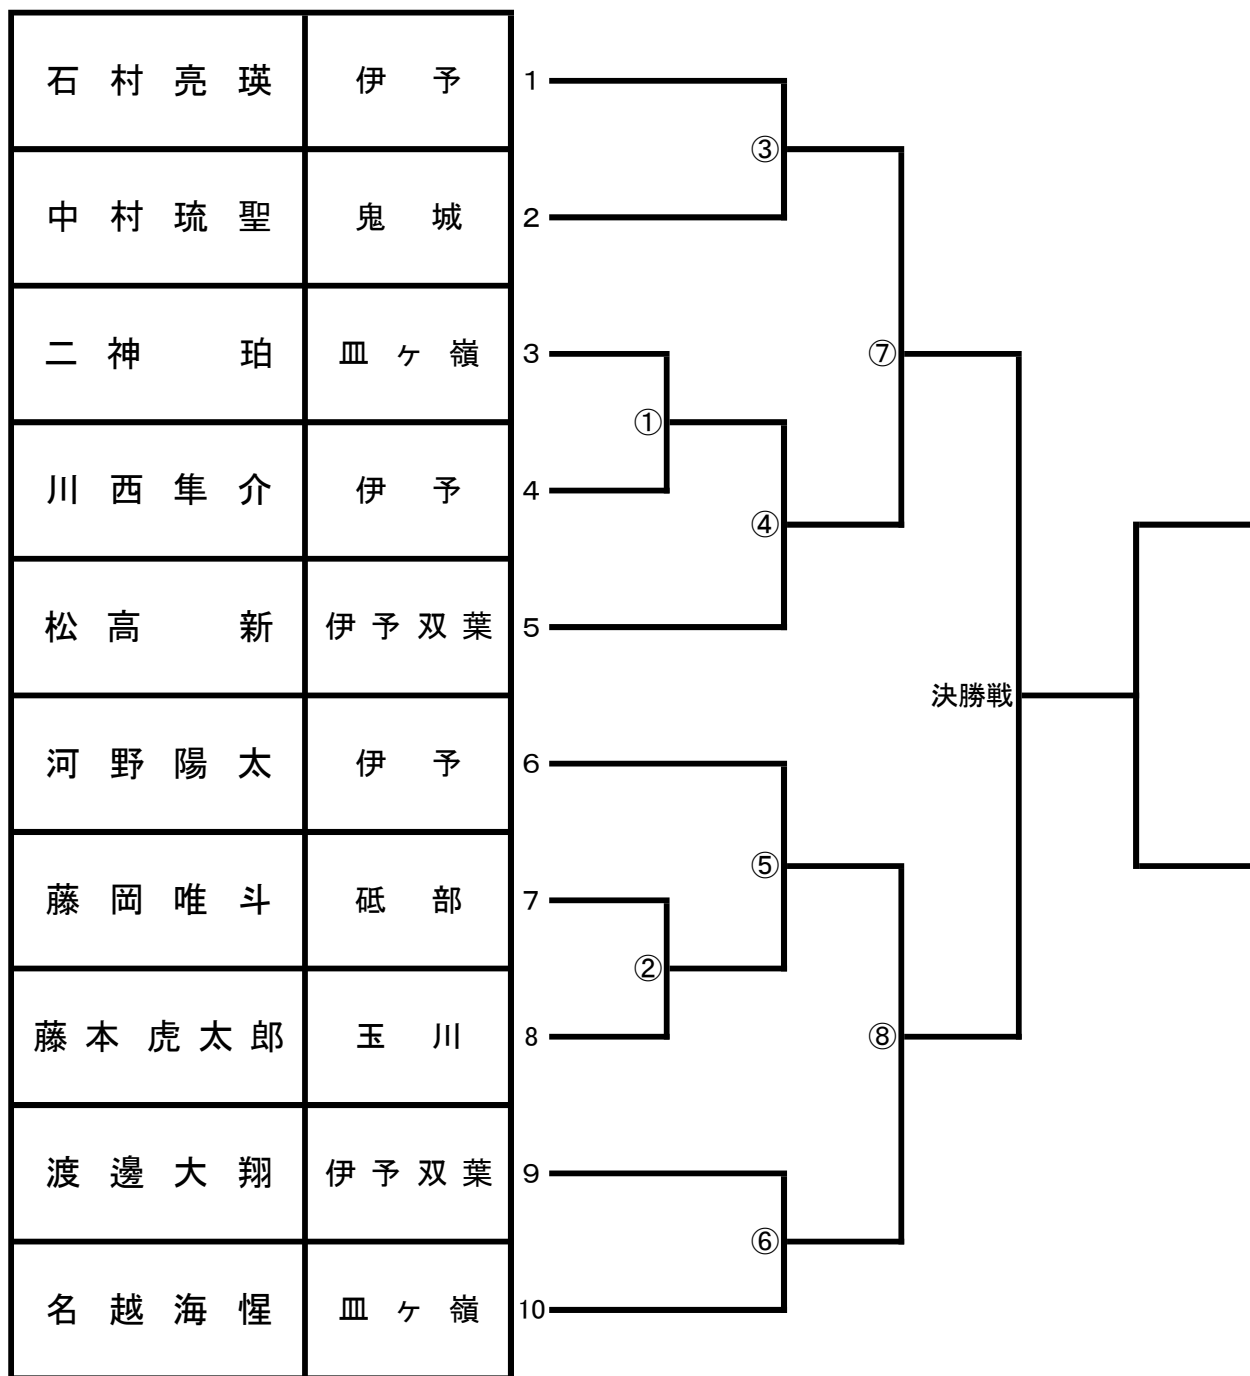 石村亮瑛 伊予 1
③
中村琉聖 鬼城 2
二神 珀 皿ヶ嶺 3
⑦
①
川西隼介 伊予 4
④
松高 新 伊予双葉 5
決勝戦
河野陽太 伊予 6
⑤
藤岡唯斗 砥部 7
②
藤本虎太郎 玉川 8
⑧
渡邊大翔 伊予双葉 9
⑥
名越海惺 皿ヶ嶺 10